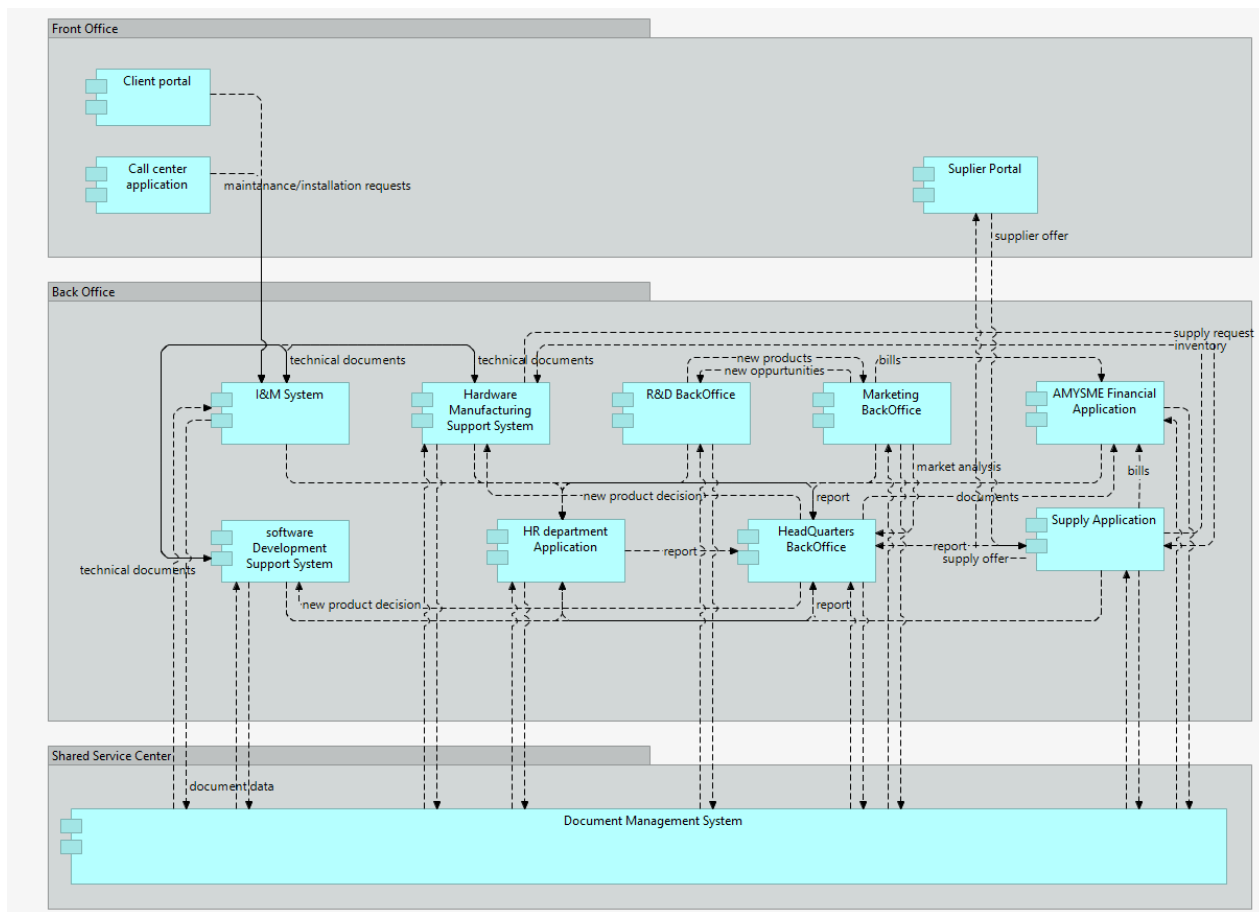 Front Office
Client portal
Call center
application
maintanance/installation requests
Suplier Portal
supplier offer
Back Office
supply request
inventory
technical documents
technical documents
new products
new oppurtunities
bills
I&M System
Hardware
Manufacturing
Support System
R&D BackOffice
Marketing
BackOffice
AMYSME Financial
Application
market analysis
bills
new product decision
report
documents
software
Development
Support System
HR department
Application
report
HeadQuarters
BackOffice
report
supply offer
Supply Application
technical documents
new product decision
report
Shared Service Center
document data
Document Management System